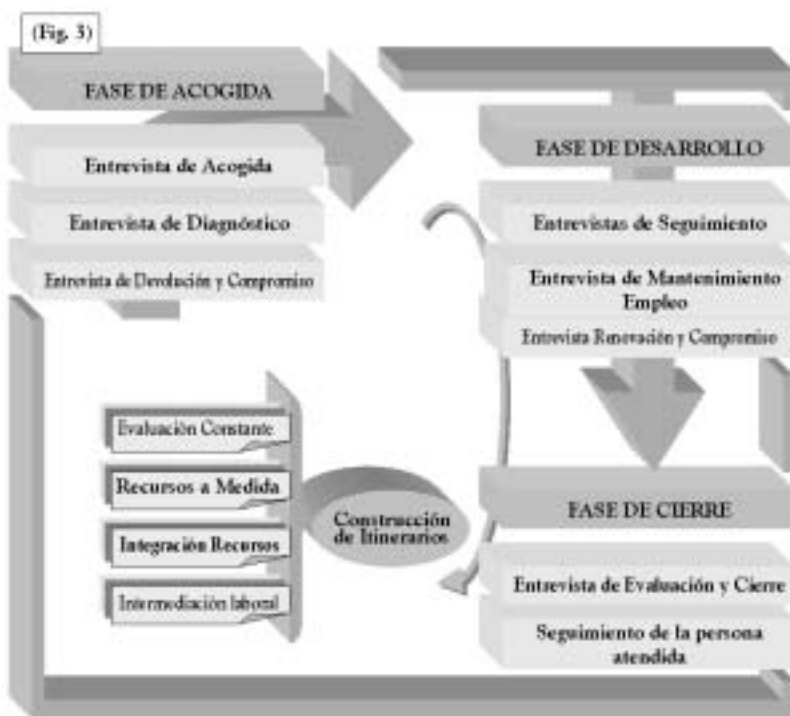 (Fig. 3)
FASE DE ACOGIDA
Entrevista de Acogida
Entrevista de Diagnóstico
Entrevista de Devolución y Compromiso
FASE DE DESARROLLO
Entrevistas de Seguimiento
Entrevista de Mantenimiento
Empleo
Entrevista Renovación y Compromiso
Evaluación Constante
Recursos a Medida
Integración Recursos
Intermediación laboral
Construcción
de Itinerarios
FASE DE CIERRE
Entrevista de Evaluación y Cierre
Seguimiento de la persona
atendida